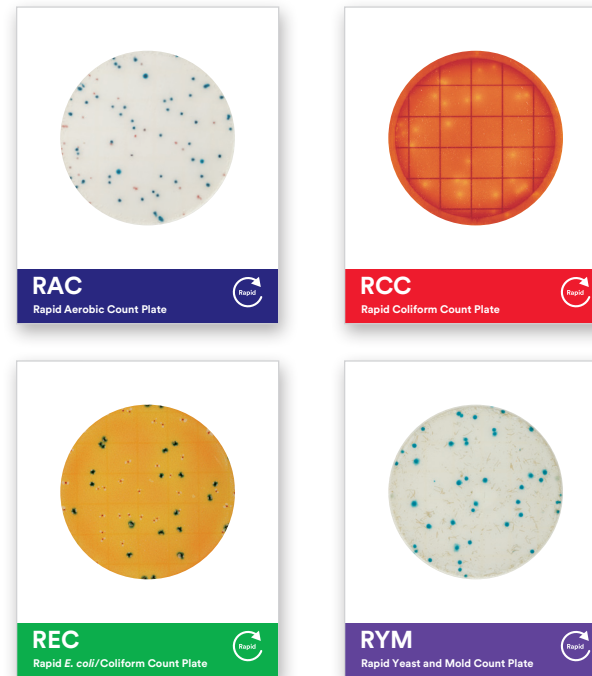 RAC
Rapid Aerobic Count Plate
Rapid
RCC
Rapid Coliform Count Plate
Rapid
REC
Rapid E. coli/Coliform Count Plate
Rapid
RYM
Rapid Yeast and Mold Count Plate
Rapid